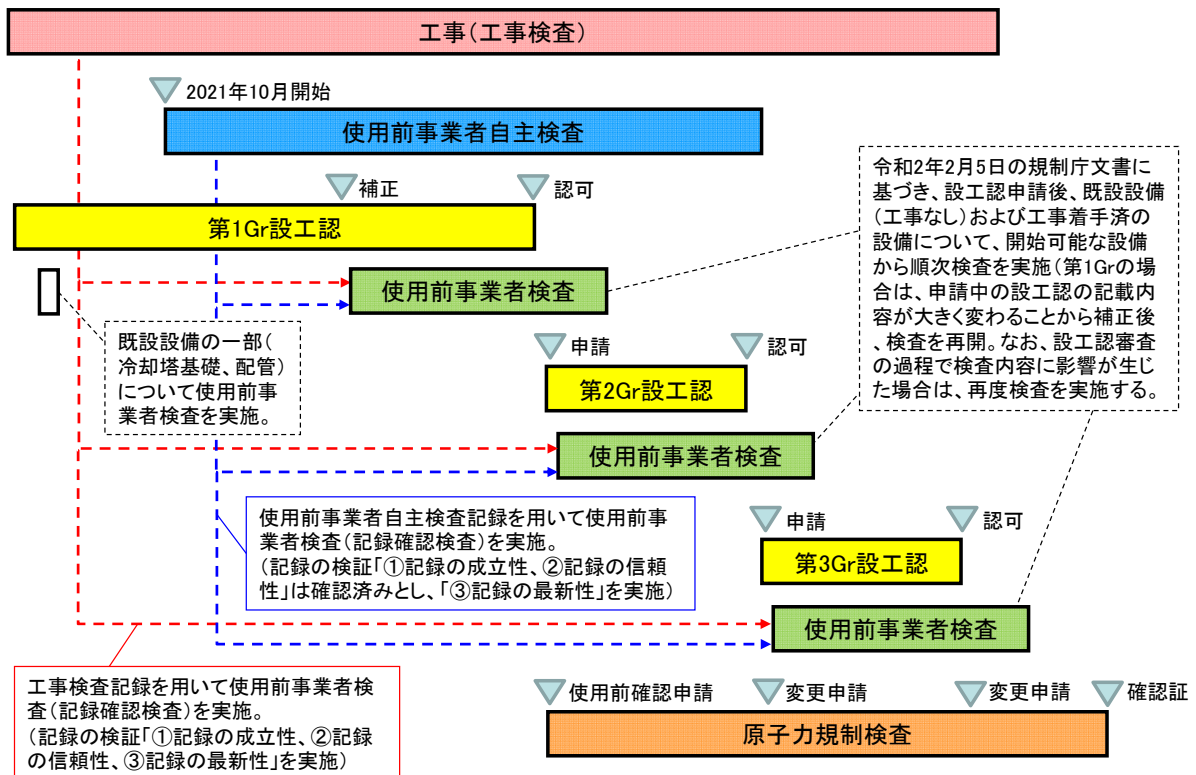 工事(工事検査)
2021年10月開始
使用前事業者自主検査
補正
認可
第1Gr設工認
使用前事業者検査
令和2年2月5日の規制庁文書に
基づき、設工認申請後、既設設備
(工事なし)および工事着手済の
設備について、開始可能な設備
から順次検査を実施(第1Grの場
合は、申請中の設工認の記載内
容が大きく変わることから補正後
、検査を再開。なお、設工認審査
の過程で検査内容に影響が生じ
た場合は、再度検査を実施する。
既設設備の一部(
冷却塔基礎、配管)
について使用前事
業者検査を実施。
申請
認可
第2Gr設工認
使用前事業者検査
使用前事業者自主検査記録を用いて使用前事
業者検査(記録確認検査)を実施。
(記録の検証「①記録の成立性、②記録の信頼
性」は確認済みとし、「③記録の最新性」を実施)
申請
認可
第3Gr設工認
使用前事業者検査
工事検査記録を用いて使用前事業者検
査(記録確認検査)を実施。
(記録の検証「①記録の成立性、②記録
の信頼性、③記録の最新性」を実施)
使用前確認申請
変更申請
変更申請
確認証
原子力規制検査